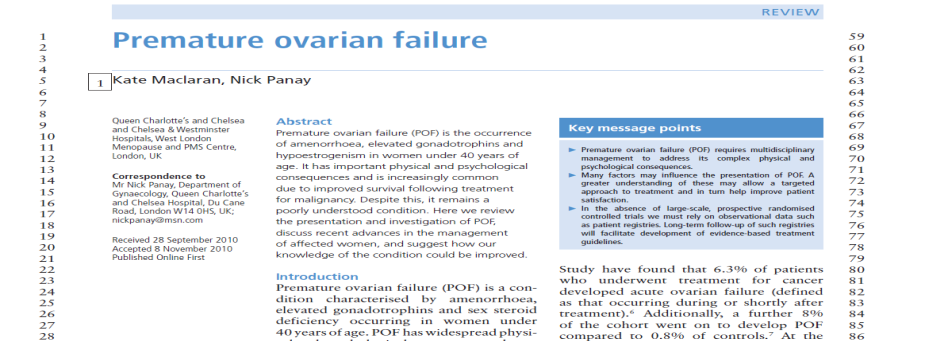 REVIEW
Premature ovarian failure
1 Kate Maclaran, Nick Panay
Queen Charlotte's and Chelsea
and Chelsea & Westminster
Hospitals, West London
Menopause and PMS Centre,
London, UK
Correspondence to
Mr Nick Panay, Department of
Gynaecology, Queen Charlotte's
and Chelsea Hospital, Du Cane
Road, London W14 0HS, UK;
nickpanay@msn.com
Received 28 September 2010
Accepted 8 November 2010
Published Online First
Abstract
Premature ovarian failure (POF) is the occurrence
of amenorrhoea, elevated gonadotrophins and
hypoestrogenism in women under 40 years of
age. It has important physical and psychological
consequences and is increasingly common
due to improved survival following treatment
for malignancy. Despite this, it remains a
poorly understood condition. Here we review
the presentation and investigation of POF,
discuss recent advances in the management
of affected women, and suggest how our
knowledge of the condition could be improved.
Introduction
Premature ovarian failure (POF) is a con-
dition characterised by amenorrhoea,
elevated gonadotrophins and sex steroid
deficiency occurring in women under
40 years of age. POF has widespread physi-
Key message points
► Premature ovarian failure (POF) requires multidisciplinary
management to address its complex physical and
psychological consequences.
► Many factors may influence the presentation of POF. A
greater understanding of these may allow a targeted
approach to treatment and in turn help improve patient
satisfaction.
► In the absence of large-scale, prospective randomised
controlled trials we must rely on observational data such
as patient registries. Long-term follow-up of such registries
will facilitate development of evidence-based treatment
guidelines.
Study have found that 6.3% of patients
who underwent treatment for cancer
developed acute ovarian failure (defined
as that occurring during or shortly after
treatment).⁶ Additionally, a further 8%
of the cohort went on to develop POF
compared to 0.8% of controls.⁷ At the
1
2
3
4
5
6
7
8
9
10
11
12
13
14
15
16
17
18
19
20
21
22
23
24
25
26
27
28
59
60
61
62
63
64
65
66
67
68
69
70
71
72
73
74
75
76
77
78
79
80
81
82
83
84
85
86